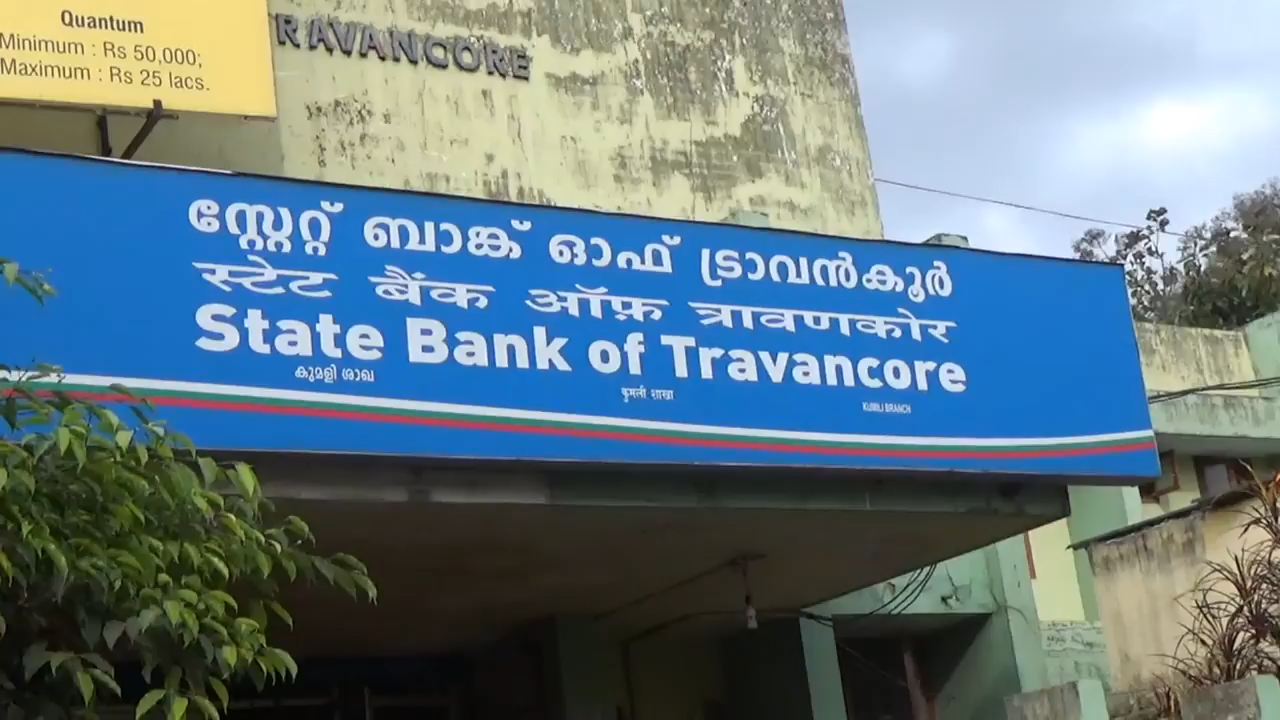 Quantum
Minimum : Rs 50,000;
Maximum : Rs 25 lacs.
RAVANCORE
സ്റ്റേറ്റ് ബാങ്ക് ഓഫ് ട്രാവൻകൂർ
स्टेट बैंक ऑफ़ त्रावणकोर
State Bank of Travancore
കുമളി ശാഖ
कुमली शाखा
KUMILI BRANCH